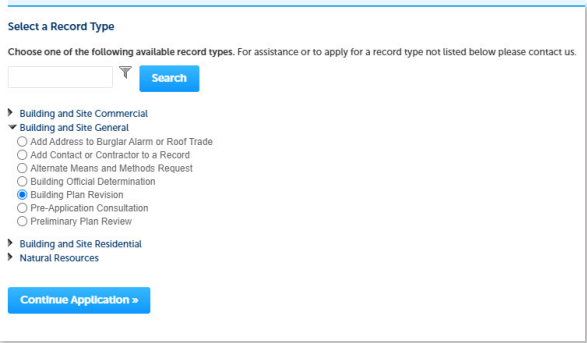 Select a Record Type
Choose one of the following available record types. For assistance or to apply for a record type not listed below please contact us.
Search
Building and Site Commercial
Building and Site General
Add Address to Burglar Alarm or Roof Trade
Add Contact or Contractor to a Record
Alternate Means and Methods Request
Building Official Determination
Building Plan Revision
Pre-Application Consultation
Preliminary Plan Review
Building and Site Residential
Natural Resources
Continue Application »